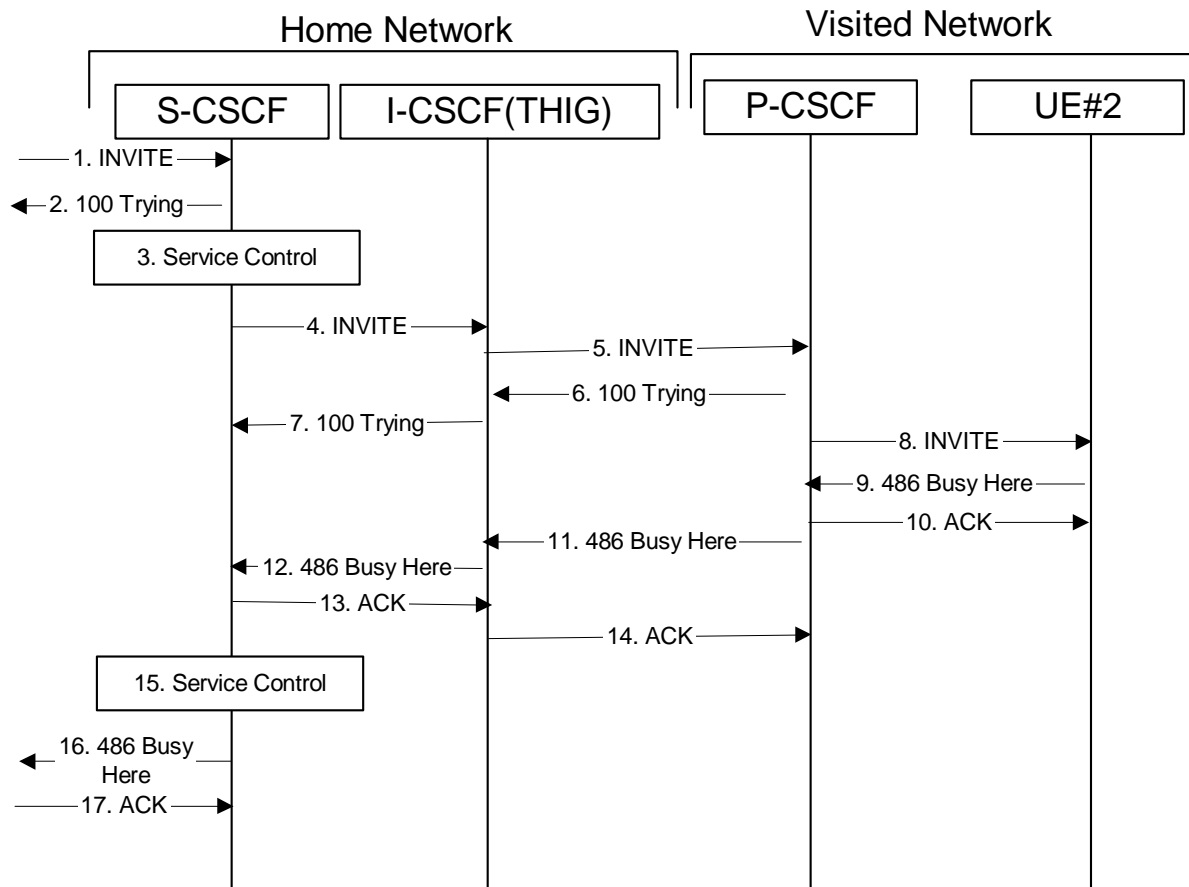 Home Network
Visited Network
S-CSCF
I-CSCF(THIG)
P-CSCF
UE#2
1. INVITE
2. 100 Trying
3. Service Control
4. INVITE
5. INVITE
6. 100 Trying
7. 100 Trying
8. INVITE
9. 486 Busy Here
10. ACK
11. 486 Busy Here
12. 486 Busy Here
13. ACK
14. ACK
15. Service Control
16. 486 Busy
Here
17. ACK